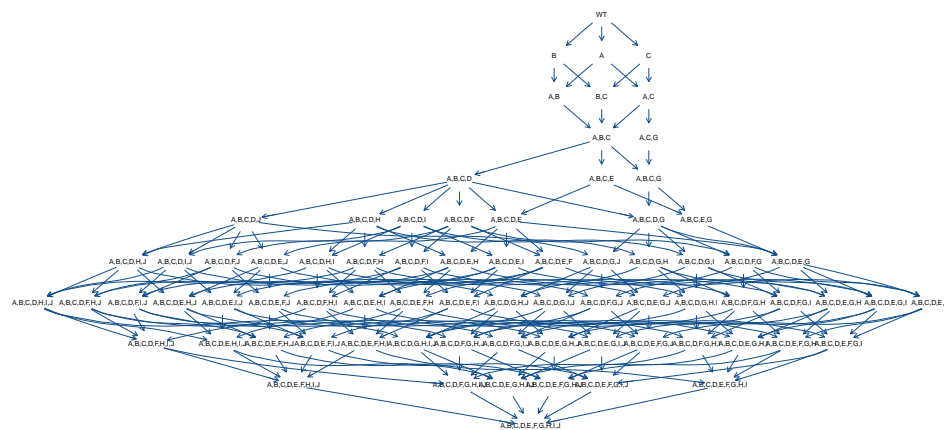 WT
B A C
A,B B,C A,C
A,B,C A,C,G
A,B,C,D A,B,C,E A,B,C,G
A,B,C,D,J A,B,C,D,H A,B,C,D,I A,B,C,D,F A,B,C,D,E A,B,C,D,G A,B,C,E,G
A,B,C,D,H,J A,B,C,D,I,J A,B,C,D,F,J A,B,C,D,E,J A,B,C,D,H,I A,B,C,D,F,H A,B,C,D,F,I A,B,C,D,E,H A,B,C,D,E,I A,B,C,D,E,F A,B,C,D,G,J A,B,C,D,G,H A,B,C,D,G,I A,B,C,D,F,G A,B,C,D,E,G
A,B,C,D,H,I,J A,B,C,D,F,H,J A,B,C,D,F,I,J A,B,C,D,E,H,J A,B,C,D,E,I,J A,B,C,D,E,F,J A,B,C,D,F,H,I A,B,C,D,E,H,I A,B,C,D,E,F,H A,B,C,D,E,F,I A,B,C,D,G,H,J A,B,C,D,G,I,J A,B,C,D,F,G,J A,B,C,D,E,G,J A,B,C,D,G,H,I A,B,C,D,F,G,H A,B,C,D,F,G,I A,B,C,D,E,G,H A,B,C,D,E,G,I A,B,C,D,E,
A,B,C,D,F,H,I,J A,B,C,D,E,H,I,J A,B,C,D,E,F,H,J A,B,C,D,E,F,I,J A,B,C,D,E,F,H,I A,B,C,D,G,H,I,J A,B,C,D,F,G,H,J A,B,C,D,F,G,I,J A,B,C,D,E,G,H,J A,B,C,D,E,G,I,J A,B,C,D,E,F,G,J A,B,C,D,F,G,H,I A,B,C,D,E,G,H,I A,B,C,D,E,F,G,H A,B,C,D,E,F,G,I
A,B,C,D,E,F,H,I,J A,B,C,D,F,G,H,I,J A,B,C,D,E,G,H,I,J A,B,C,D,E,F,G,H,J A,B,C,D,E,F,G,I,J A,B,C,D,E,F,G,H,I
A,B,C,D,E,F,G,H,I,J